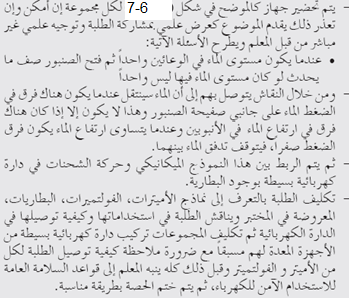 – يتم تحضير جهاز كالموضح في شكل ( 7-6 لكل مجموعة إن أمكن وإن
تعذر ذلك يقدم الموضوع كعرض علمي بمشاركة الطلبة وتوجيه علمي غير
مباشر من قبل المعلم ويطرح الأسئلة الآتية:
• عندما يكون مستوى الماء في الوعائين واحداً ثم فتح الصنبور صف ما
يحدث لو كان مستوى الماء فيها ليس واحداً
– ومن خلال النقاش يتوصل بهم إلى أن الماء سينتقل عندما يكون هناك فرق في
الضغط الماء على جانبي صفيحة الصنبور وهذا لا يكون إلا إذا كان هناك
فرق في ارتفاع الماء في الأنبوبين وعندما يتساوى ارتفاع الماء يكون فرق
الضغط صفراً، فيتوقف تدفق الماء بينهما.
– ثم يتم الربط بين هذا النموذج الميكانيكي وحركة الشحنات في دارة
كهربائية بسيطة بوجود البطارية.
– تكليف الطلبة بالتعرف إلى نماذج الأميترات، الفولتميرات، البطاريات،
المعروضة في المختبر ويناقش الطلبة في استخداماتها وكيفية توصيلها في
الدارة الكهربائية ثم تكليف المجموعات تركيب دارة كهربائية بسيطة من
الأجهزة المعدة لهم مسبقاً مع ضرورة ملاحظة كيفية توصيل الطلبة لكل
من الأميتر و الفولتميتر وقبل ذلك كله ينبه المعلم إلى قواعد السلامة العامة
للاستخدام الآمن للكهرباء، ثم يتم ختم الحصة بطريقة مناسبة.